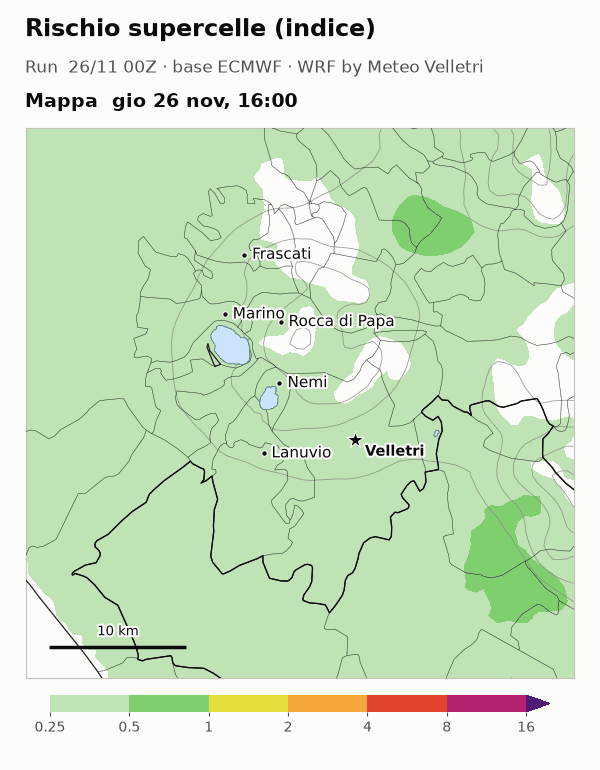 Rischio supercelle (indice)
Run  26/11 00Z · base ECMWF · WRF by Meteo Velletri
Mappa  gio 26 nov, 16:00
Frascati
Marino
Rocca di Papa
Nemi
Velletri
Lanuvio
10 km
0.25 0.5 1 2 4 8 16